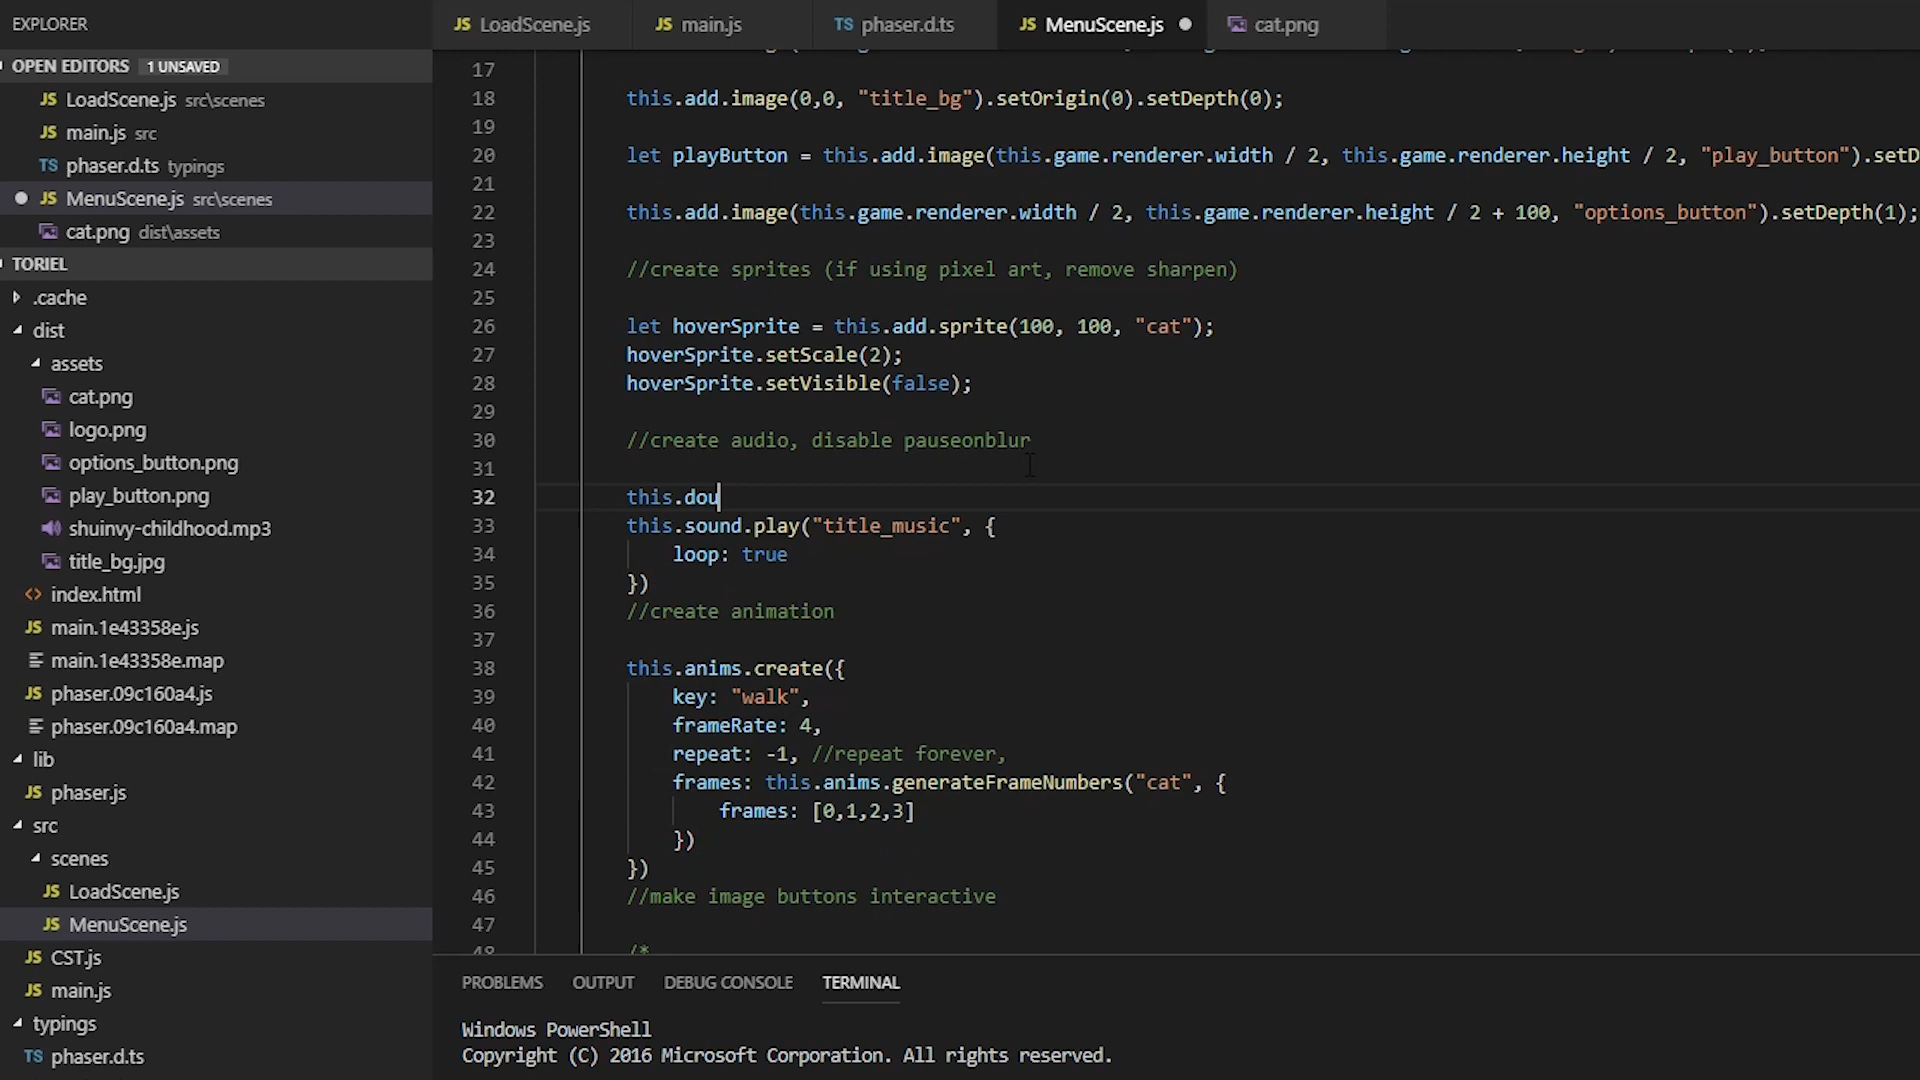 EXPLORER
OPEN EDITORS 1 UNSAVED
JS LoadScene.js src\scenes
JS main.js src
TS phaser.d.ts typings
JS MenuScene.js src\scenes
cat.png dist\assets
TORIEL
.cache
dist
assets
cat.png
logo.png
options_button.png
play_button.png
shuinvy-childhood.mp3
title_bg.jpg
<> index.html
JS main.1e43358e.js
main.1e43358e.map
JS phaser.09c160a4.js
phaser.09c160a4.map
lib
JS phaser.js
src
scenes
JS LoadScene.js
JS MenuScene.js
JS CST.js
JS main.js
typings
TS phaser.d.ts
JS LoadScene.js
JS main.js
TS phaser.d.ts
JS MenuScene.js
cat.png
17
18 this.add.image(0,0, "title_bg").setOrigin(0).setDepth(0);
19
20 let playButton = this.add.image(this.game.renderer.width / 2, this.game.renderer.height / 2, "play_button").setD
21
22 this.add.image(this.game.renderer.width / 2, this.game.renderer.height / 2 + 100, "options_button").setDepth(1);
23
24 //create sprites (if using pixel art, remove sharpen)
25
26 let hoverSprite = this.add.sprite(100, 100, "cat");
27 hoverSprite.setScale(2);
28 hoverSprite.setVisible(false);
29
30 //create audio, disable pauseonblur
31
32 this.dou
33 this.sound.play("title_music", {
34 loop: true
35 })
36 //create animation
37
38 this.anims.create({
39 key: "walk",
40 frameRate: 4,
41 repeat: -1, //repeat forever,
42 frames: this.anims.generateFrameNumbers("cat", {
43 frames: [0,1,2,3]
44 })
45 })
46 //make image buttons interactive
47
48 /*
PROBLEMS OUTPUT DEBUG CONSOLE TERMINAL
Windows PowerShell
Copyright (C) 2016 Microsoft Corporation. All rights reserved.